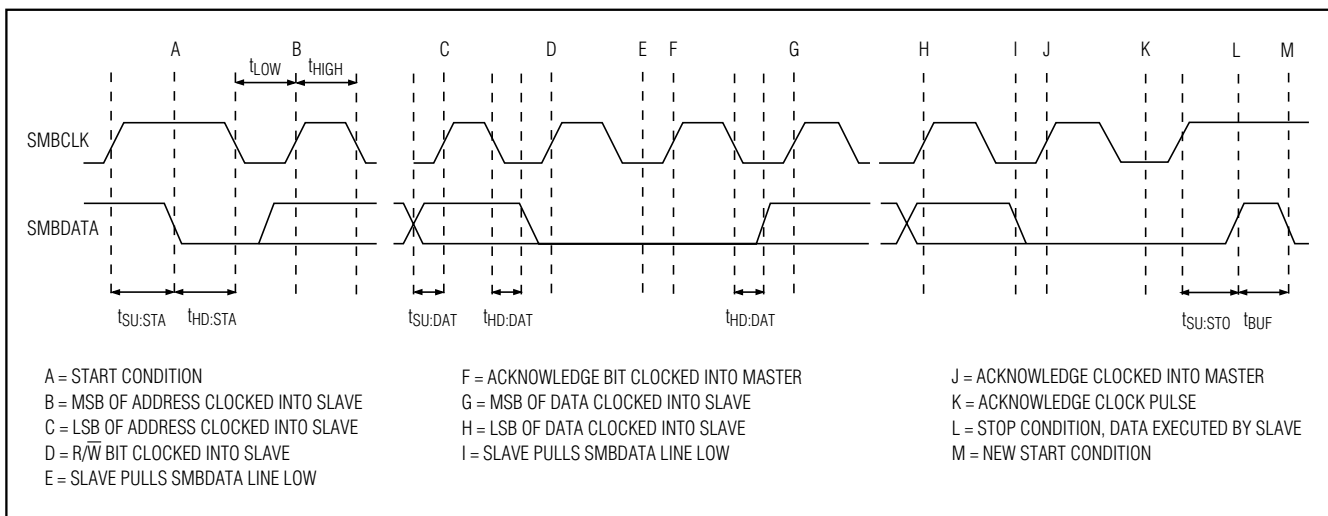 A B C D E F G H I J K L M
tLOW tHIGH
SMBCLK
SMBDATA
tSU:STA tHD:STA tSU:DAT tHD:DAT tHD:DAT tSU:STO tBUF
A = START CONDITION
B = MSB OF ADDRESS CLOCKED INTO SLAVE
C = LSB OF ADDRESS CLOCKED INTO SLAVE
D = R/W̅ BIT CLOCKED INTO SLAVE
E = SLAVE PULLS SMBDATA LINE LOW
F = ACKNOWLEDGE BIT CLOCKED INTO MASTER
G = MSB OF DATA CLOCKED INTO SLAVE
H = LSB OF DATA CLOCKED INTO SLAVE
I = SLAVE PULLS SMBDATA LINE LOW
J = ACKNOWLEDGE CLOCKED INTO MASTER
K = ACKNOWLEDGE CLOCK PULSE
L = STOP CONDITION, DATA EXECUTED BY SLAVE
M = NEW START CONDITION